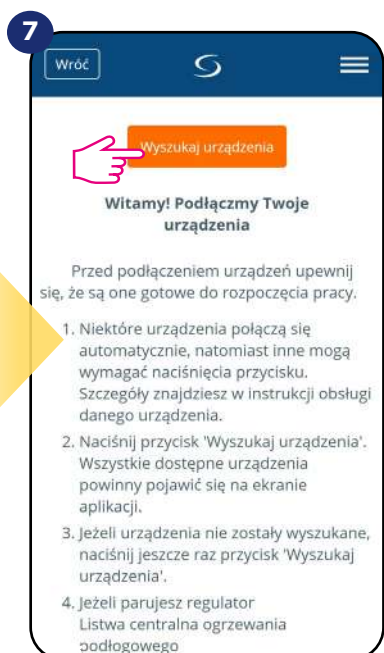 7
Wróć
Wyszukaj urządzenia
Witamy! Podłączmy Twoje
urządzenia
Przed podłączeniem urządzeń upewnij
się, że są one gotowe do rozpoczęcia pracy.
1. Niektóre urządzenia połączą się
automatycznie, natomiast inne mogą
wymagać naciśnięcia przycisku.
Szczegóły znajdziesz w instrukcji obsługi
danego urządzenia.
2. Naciśnij przycisk 'Wyszukaj urządzenia'.
Wszystkie dostępne urządzenia
powinny pojawić się na ekranie
aplikacji.
3. Jeżeli urządzenia nie zostały wyszukane,
naciśnij jeszcze raz przycisk 'Wyszukaj
urządzenia'.
4. Jeżeli parujesz regulator
Listwa centralna ogrzewania
podłogowego